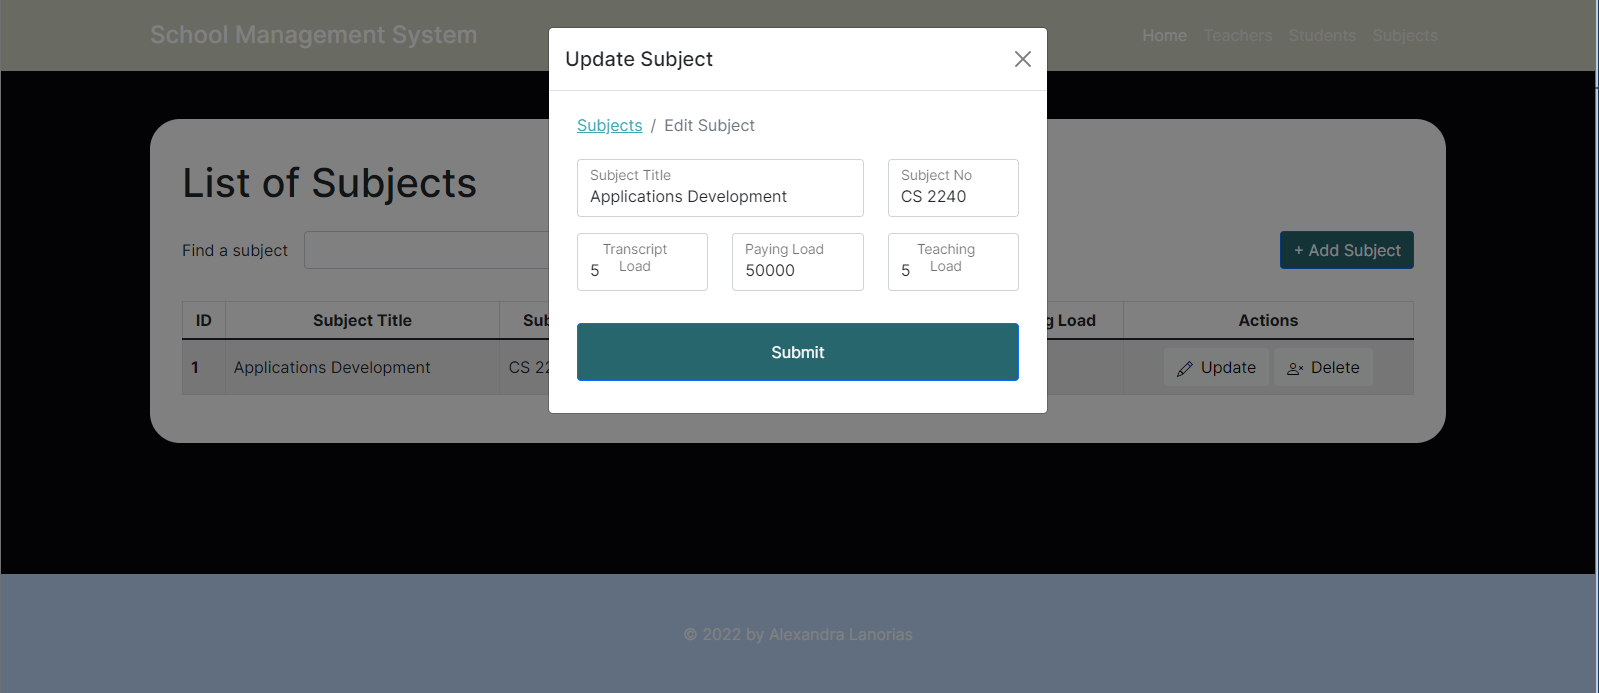 School Management System
Home Teachers Students Subjects
Update Subject
Subjects / Edit Subject
Subject Title
Applications Development
Subject No
CS 2240
Transcript Load
5
Paying Load
50000
Teaching Load
5
Submit
List of Subjects
Find a subject
+ Add Subject
ID Subject Title Sub g Load Actions
1 Applications Development CS 22 Update Delete
© 2022 by Alexandra Lanorias